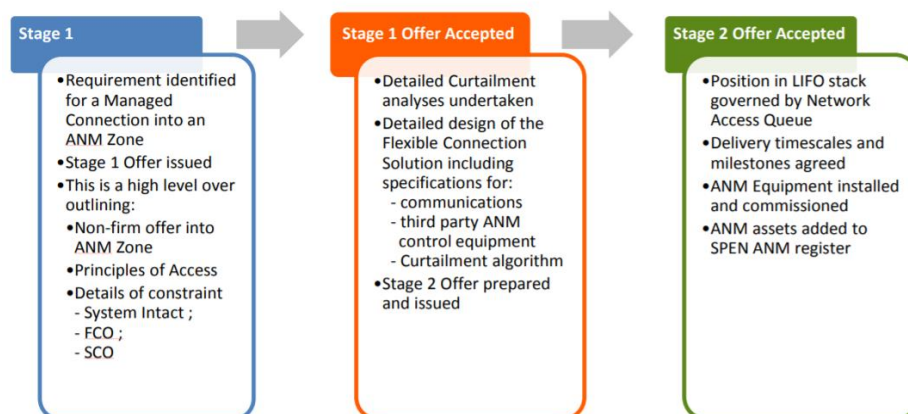 Stage 1
•Requirement identified
for a Managed
Connection into an
ANM Zone
•Stage 1 Offer issued
•This is a high level over
outlining:
•Non-firm offer into
ANM Zone
•Principles of Access
•Details of constraint
- System Intact ;
- FCO ;
- SCO
Stage 1 Offer Accepted
•Detailed Curtailment
analyses undertaken
•Detailed design of the
Flexible Connection
Solution including
specifications for:
- communications
- third party ANM
control equipment
- Curtailment algorithm
•Stage 2 Offer prepared
and issued
Stage 2 Offer Accepted
•Position in LIFO stack
governed by Network
Access Queue
•Delivery timescales and
milestones agreed
•ANM Equipment installed
and commissioned
•ANM assets added to
SPEN ANM register